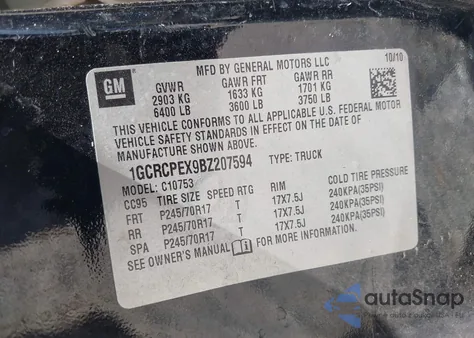 MFD BY GENERAL MOTORS LLC 10/10
GM
GVWR GAWR FRT GAWR RR
2903 KG 1633 KG 1701 KG
6400 LB 3600 LB 3750 LB
THIS VEHICLE CONFORMS TO ALL APPLICABLE U.S. FEDERAL MOTOR
VEHICLE SAFETY STANDARDS IN EFFECT ON THE DATE OF
MANUFACTURE SHOWN ABOVE.
1GCRCPEX9BZ207594 TYPE: TRUCK
MODEL: C10753
CC95 TIRE SIZE SPEED RTG RIM COLD TIRE PRESSURE
FRT P245/70R17 T 17X7.5J 240KPA(35PSI)
RR P245/70R17 T 17X7.5J 240KPA(35PSI)
SPA P245/70R17 T 17X7.5J 240KPA(35PSI)
SEE OWNER'S MANUAL FOR MORE INFORMATION.
autoSnap